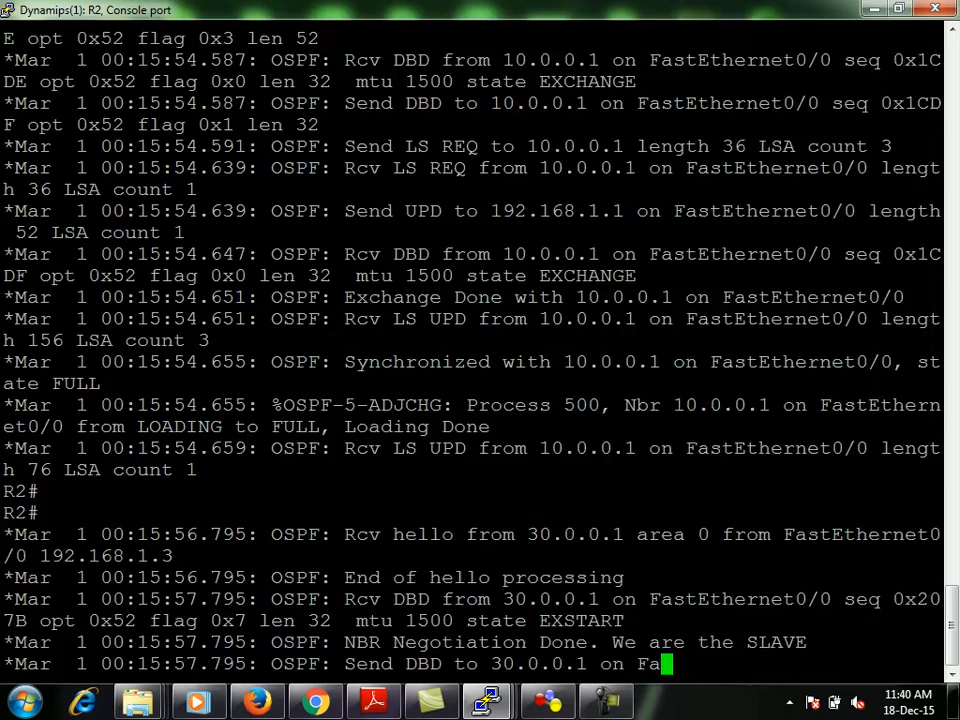 Dynamips(1): R2, Console port
E opt 0x52 flag 0x3 len 52
*Mar  1 00:15:54.587: OSPF: Rcv DBD from 10.0.0.1 on FastEthernet0/0 seq 0x1C
DE opt 0x52 flag 0x0 len 32  mtu 1500 state EXCHANGE
*Mar  1 00:15:54.587: OSPF: Send DBD to 10.0.0.1 on FastEthernet0/0 seq 0x1CD
F opt 0x52 flag 0x1 len 32
*Mar  1 00:15:54.591: OSPF: Send LS REQ to 10.0.0.1 length 36 LSA count 3
*Mar  1 00:15:54.639: OSPF: Rcv LS REQ from 10.0.0.1 on FastEthernet0/0 lengt
h 36 LSA count 1
*Mar  1 00:15:54.639: OSPF: Send UPD to 192.168.1.1 on FastEthernet0/0 length
 52 LSA count 1
*Mar  1 00:15:54.647: OSPF: Rcv DBD from 10.0.0.1 on FastEthernet0/0 seq 0x1C
DF opt 0x52 flag 0x0 len 32  mtu 1500 state EXCHANGE
*Mar  1 00:15:54.651: OSPF: Exchange Done with 10.0.0.1 on FastEthernet0/0
*Mar  1 00:15:54.651: OSPF: Rcv LS UPD from 10.0.0.1 on FastEthernet0/0 lengt
h 156 LSA count 3
*Mar  1 00:15:54.655: OSPF: Synchronized with 10.0.0.1 on FastEthernet0/0, st
ate FULL
*Mar  1 00:15:54.655: %OSPF-5-ADJCHG: Process 500, Nbr 10.0.0.1 on FastEthern
et0/0 from LOADING to FULL, Loading Done
*Mar  1 00:15:54.659: OSPF: Rcv LS UPD from 10.0.0.1 on FastEthernet0/0 lengt
h 76 LSA count 1
R2#
R2#
*Mar  1 00:15:56.795: OSPF: Rcv hello from 30.0.0.1 area 0 from FastEthernet0
/0 192.168.1.3
*Mar  1 00:15:56.795: OSPF: End of hello processing
*Mar  1 00:15:57.795: OSPF: Rcv DBD from 30.0.0.1 on FastEthernet0/0 seq 0x20
7B opt 0x52 flag 0x7 len 32  mtu 1500 state EXSTART
*Mar  1 00:15:57.795: OSPF: NBR Negotiation Done. We are the SLAVE
*Mar  1 00:15:57.795: OSPF: Send DBD to 30.0.0.1 on Fa
11:40 AM
18-Dec-15